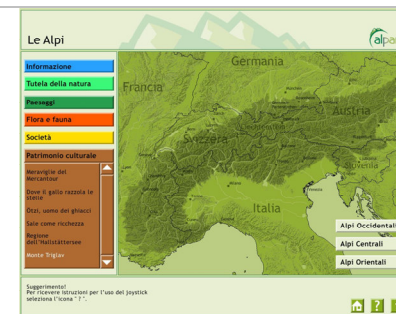 Le Alpi
alpa
Informazione
Tutela della natura
Paesaggi
Flora e fauna
Società
Patrimonio culturale
Meraviglie del
Mercantour
Dove il gallo razzola le
stelle
Ötzi, uomo dei ghiacci
Sale come ricchezza
Regione
dell'Hallstättersee
Monte Triglav
Germania
Francia
Austria
Liechtenstein
Svizzera
Slovenia
Italia
Alpi Occidentali
Alpi Centrali
Alpi Orientali
Suggerimento!
Per ricevere istruzioni per l'uso del joystick
seleziona l'icona " ? ".
?